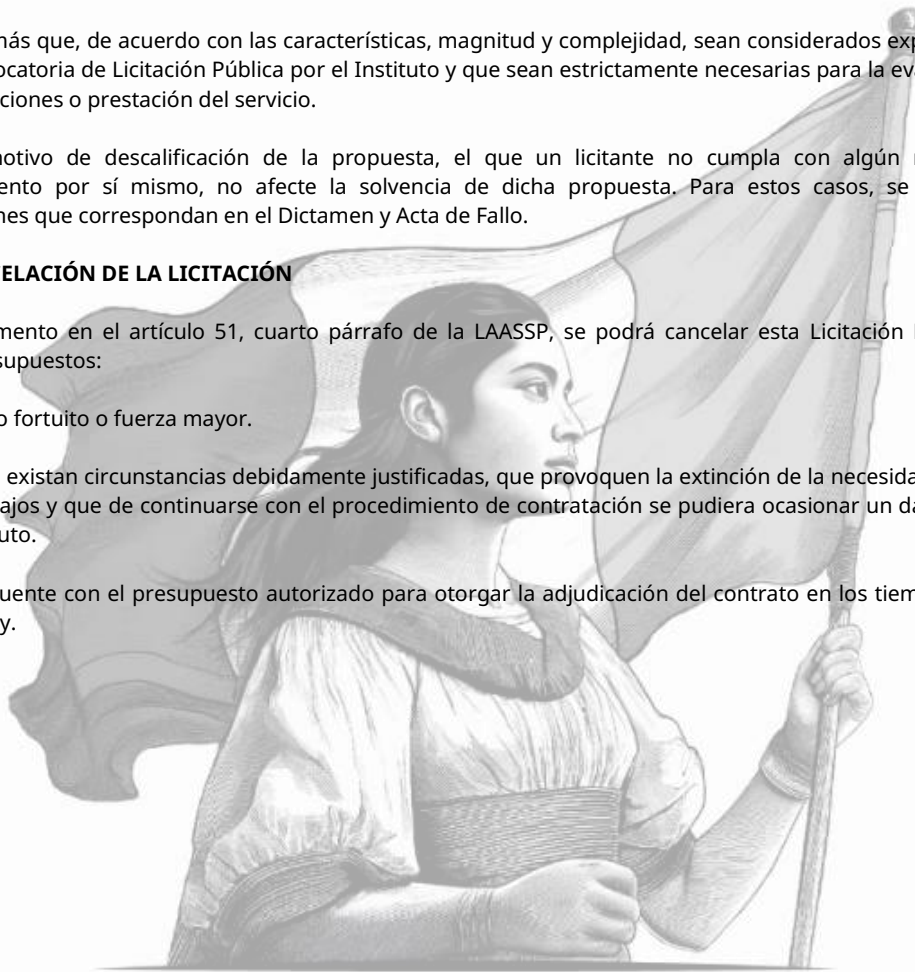 más que, de acuerdo con las características, magnitud y complejidad, sean considerados exp
ocatoria de Licitación Pública por el Instituto y que sean estrictamente necesarias para la eva
ciones o prestación del servicio.
notivo de descalificación de la propuesta, el que un licitante no cumpla con algún
ento por sí mismo, no afecte la solvencia de dicha propuesta. Para estos casos, se
nes que correspondan en el Dictamen y Acta de Fallo.
ELACIÓN DE LA LICITACIÓN
mento en el artículo 51, cuarto párrafo de la LAASSP, se podrá cancelar esta Licitación
supuestos:
o fortuito o fuerza mayor.
existan circunstancias debidamente justificadas, que provoquen la extinción de la necesida
ajos y que de continuarse con el procedimiento de contratación se pudiera ocasionar un da
uto.
uente con el presupuesto autorizado para otorgar la adjudicación del contrato en los tiem
y.